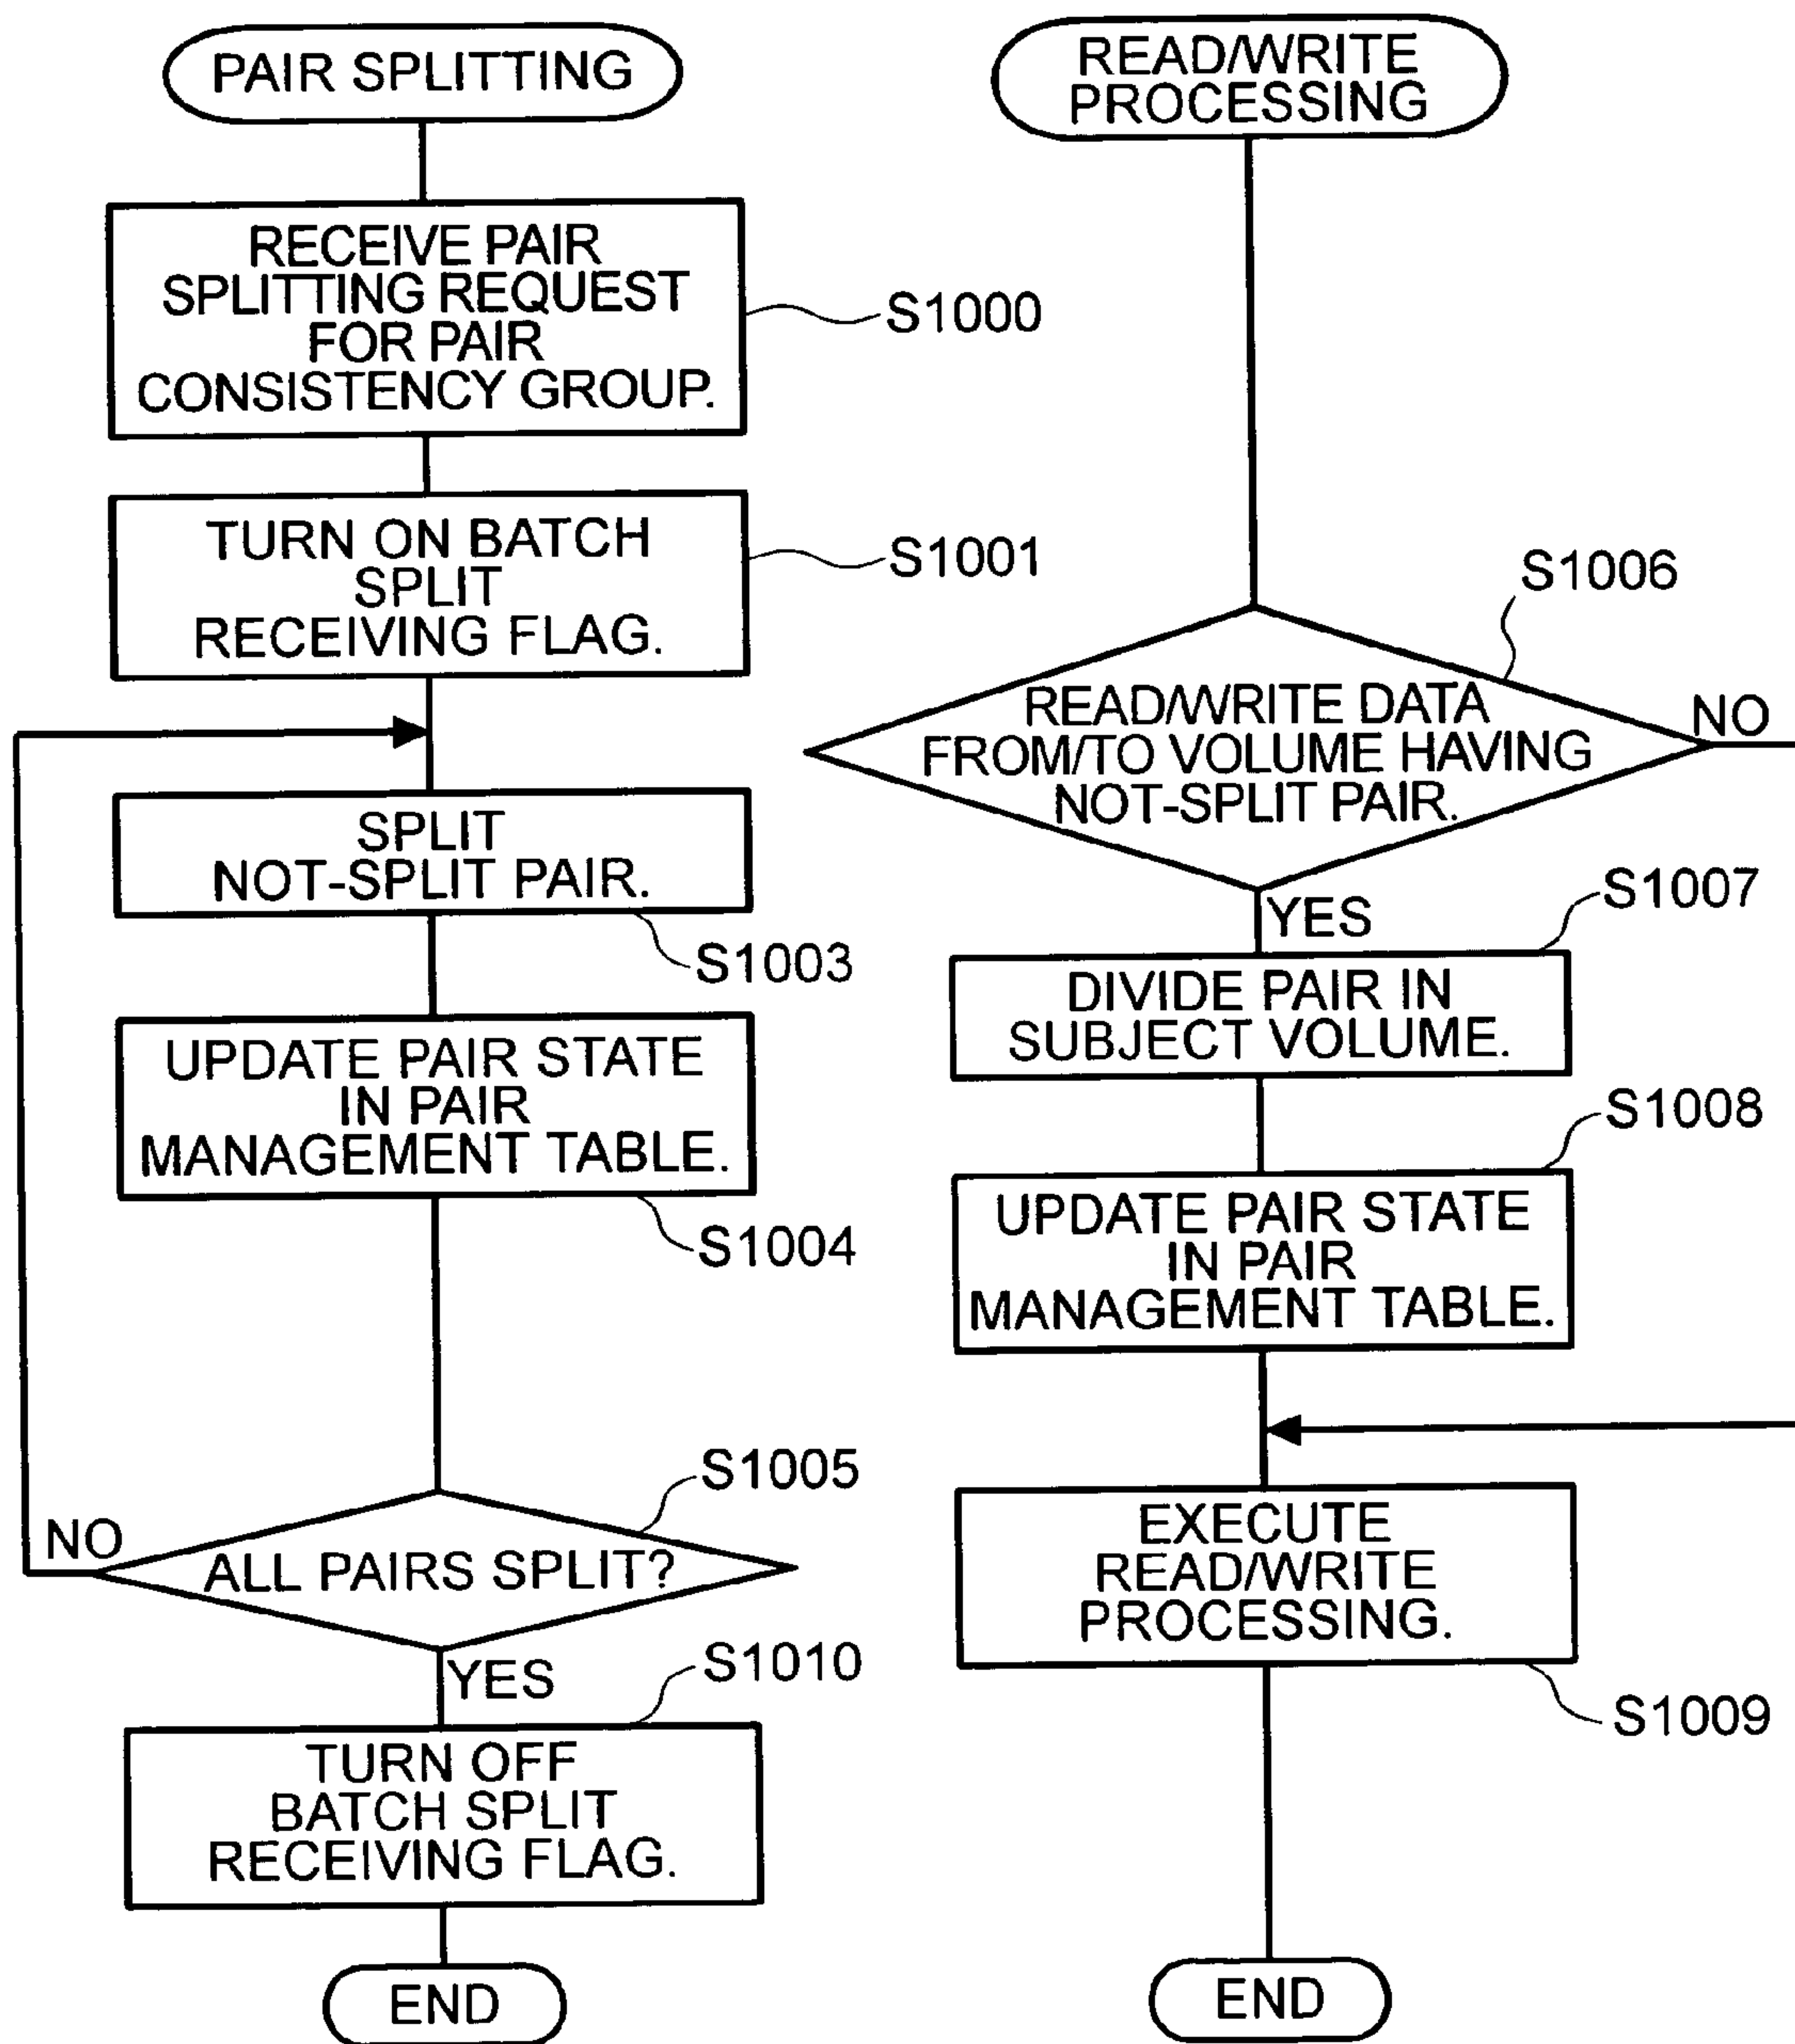 PAIR SPLITTING
RECEIVE PAIR
SPLITTING REQUEST
FOR PAIR
CONSISTENCY GROUP.
S1000
TURN ON BATCH
SPLIT
RECEIVING FLAG.
S1001
SPLIT
NOT-SPLIT PAIR.
S1003
UPDATE PAIR STATE
IN PAIR
MANAGEMENT TABLE.
S1004
S1005
NO
ALL PAIRS SPLIT?
YES
S1010
TURN OFF
BATCH SPLIT
RECEIVING FLAG.
END
READ/WRITE
PROCESSING
S1006
READ/WRITE DATA
FROM/TO VOLUME HAVING
NOT-SPLIT PAIR.
NO
YES
S1007
DIVIDE PAIR IN
SUBJECT VOLUME.
S1008
UPDATE PAIR STATE
IN PAIR
MANAGEMENT TABLE.
EXECUTE
READ/WRITE
PROCESSING.
S1009
END